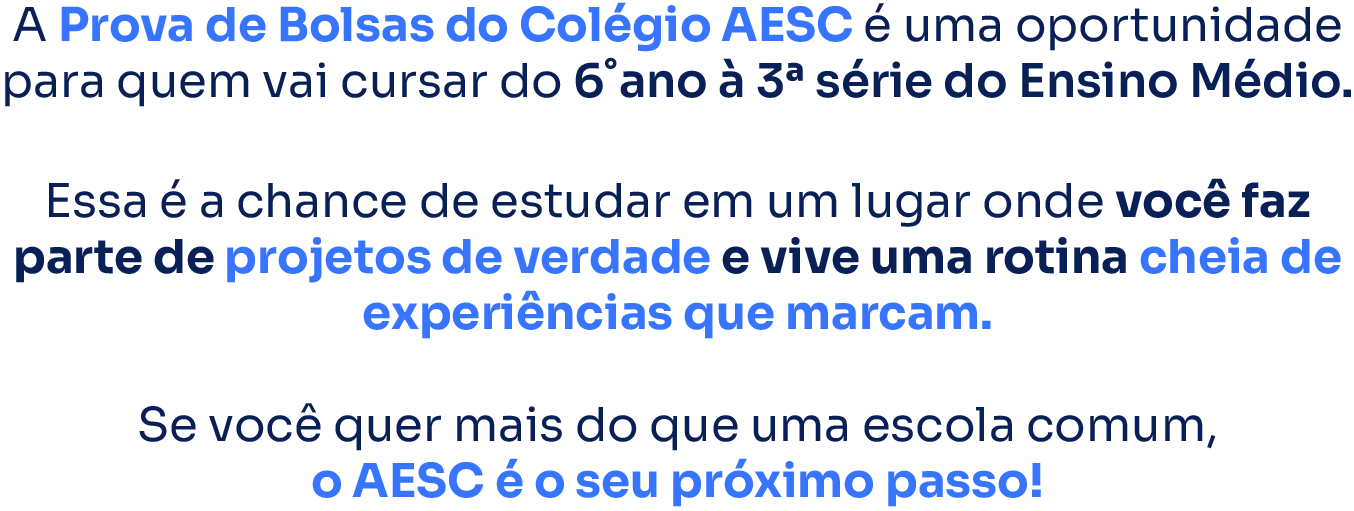 A Prova de Bolsas do Colégio AESC é uma oportunidade
para quem vai cursar do 6°ano à 3ª série do Ensino Médio.
Essa é a chance de estudar em um lugar onde você faz
parte de projetos de verdade e vive uma rotina cheia de
experiências que marcam.
Se você quer mais do que uma escola comum,
o AESC é o seu próximo passo!